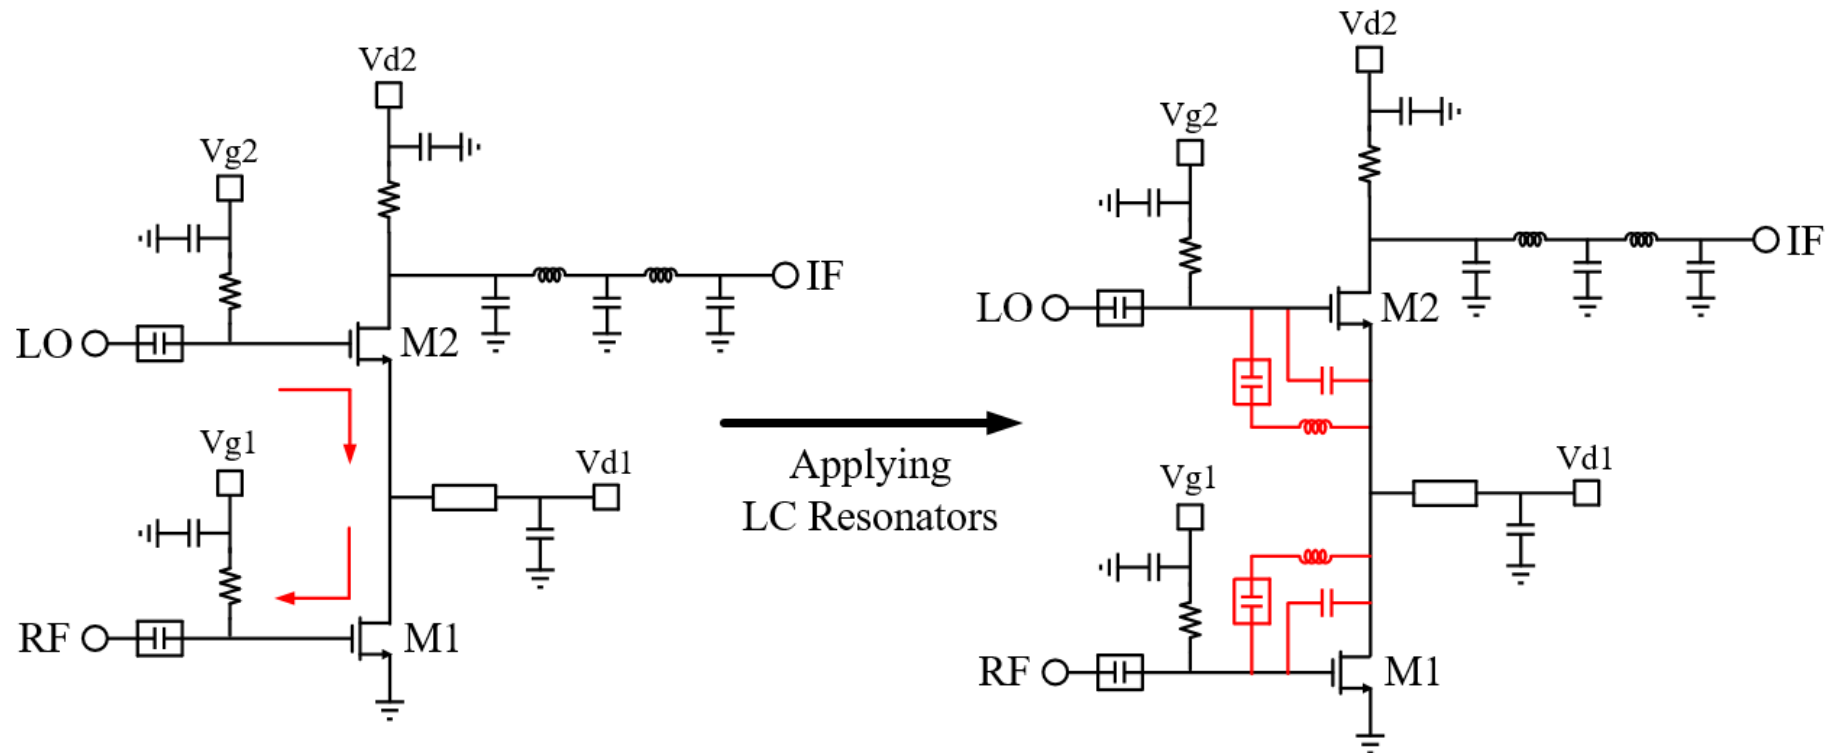 Vd2
Vg2
IF
LO
M2
Vg1
Vd1
RF
M1
Applying
LC Resonators
Vd2
Vg2
IF
LO
M2
Vg1
Vd1
RF
M1